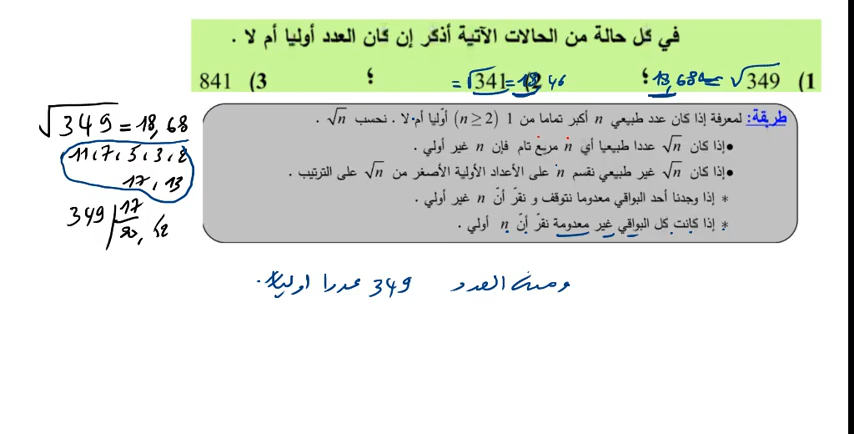 في كل حالة من الحالات الآتية أذكر إن كان العدد أوليا أم لا .
1) √349 = 18,68 ؛ 2) √341 = 18,46 ؛ 3) 841
طريقة: لمعرفة إذا كان عدد طبيعي n أكبر تماما من 1 (n ≥ 2) أوّليا أم لا . نحسب √n .
•إذا كان √n عددا طبيعيا أي n مربع تام فإن n غير أولي .
•إذا كان √n غير طبيعي نقسم n على الأعداد الأولية الأصغر من √n على الترتيب .
* إذا وجدنا أحد البواقي معدوما نتوقف و نقرّ أنّ n غير أولي .
* إذا كانت كل البواقي غير معدومة نقرّ أنّ n أولي .
√349 = 18,68
11 , 7 , 5 , 3 , 2
17 , 13
349 | 17
ومنه العدد 349 عددا أوليا.